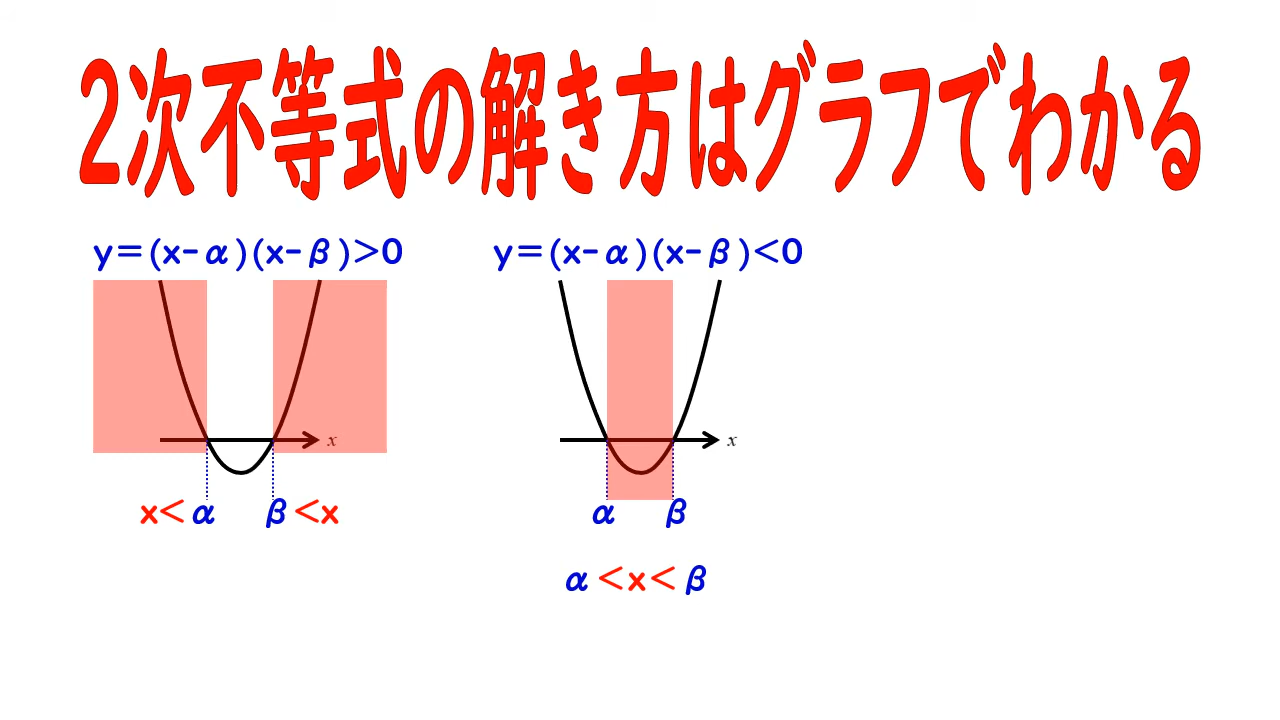 2次不等式の解き方はグラフでわかる
y=(x-α)(x-β)>0
y=(x-α)(x-β)<0
x
x
x<α
β<x
α
β
α<x<β